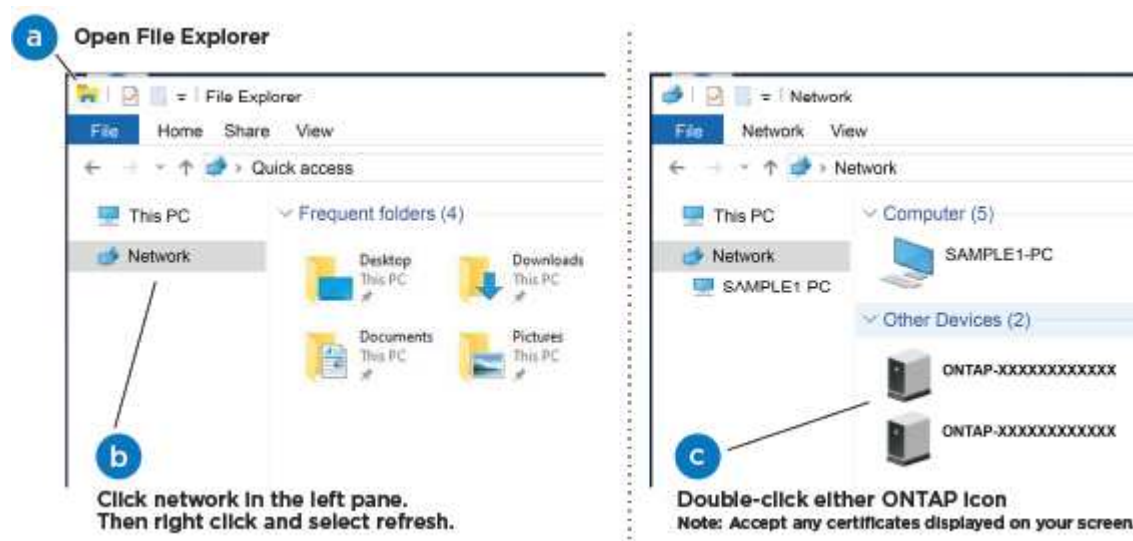 a
Open File Explorer
File Explorer
File Home Share View
Quick access
This PC
Frequent folders (4)
Network
Desktop
This PC
Downloads
This PC
Documents
This PC
Pictures
This PC
b
Click network in the left pane.
Then right click and select refresh.
Network
File Network View
Network
This PC
Computer (5)
Network
SAMPLE1-PC
SAMPLE1 PC
Other Devices (2)
ONTAP-XXXXXXXXXXXX
ONTAP-XXXXXXXXXXXX
c
Double-click either ONTAP icon
Note: Accept any certificates displayed on your screen